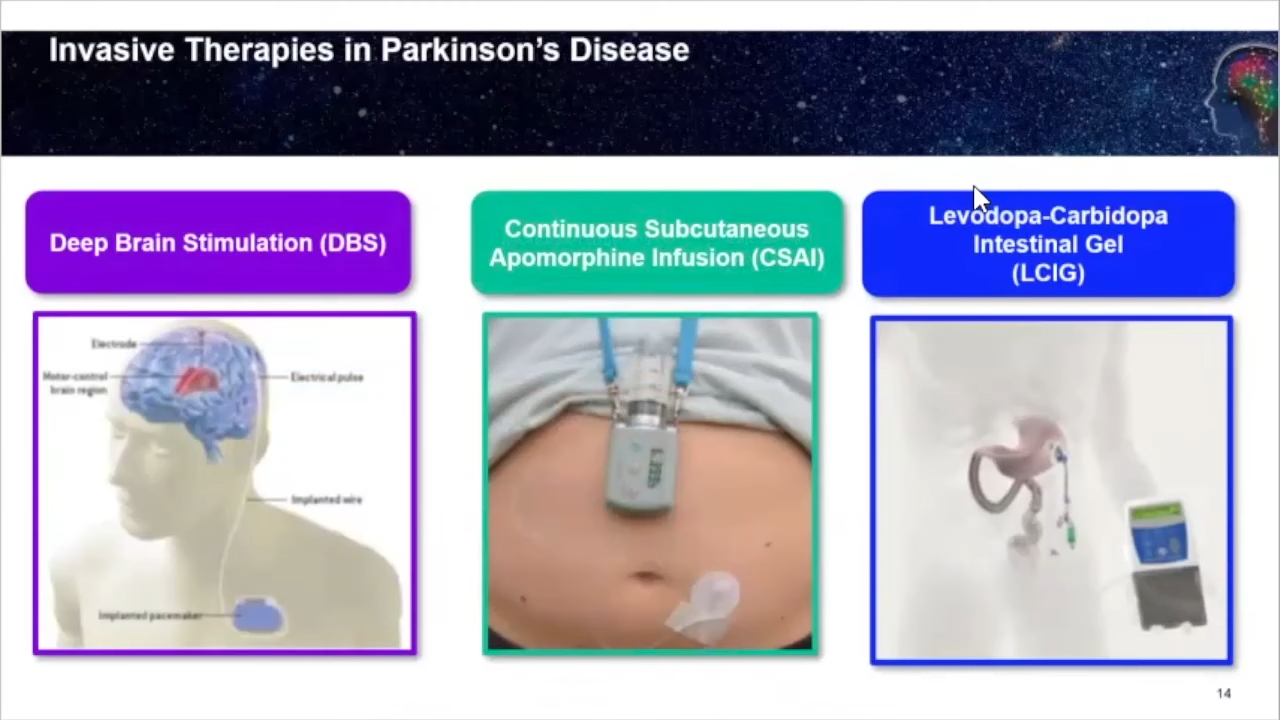 Invasive Therapies in Parkinson's Disease
Deep Brain Stimulation (DBS)
Continuous Subcutaneous
Apomorphine Infusion (CSAI)
Levodopa-Carbidopa
Intestinal Gel
(LCIG)
Electrode
Motor-control
brain region
Electrical pulse
Implanted wire
Implanted pacemaker
14